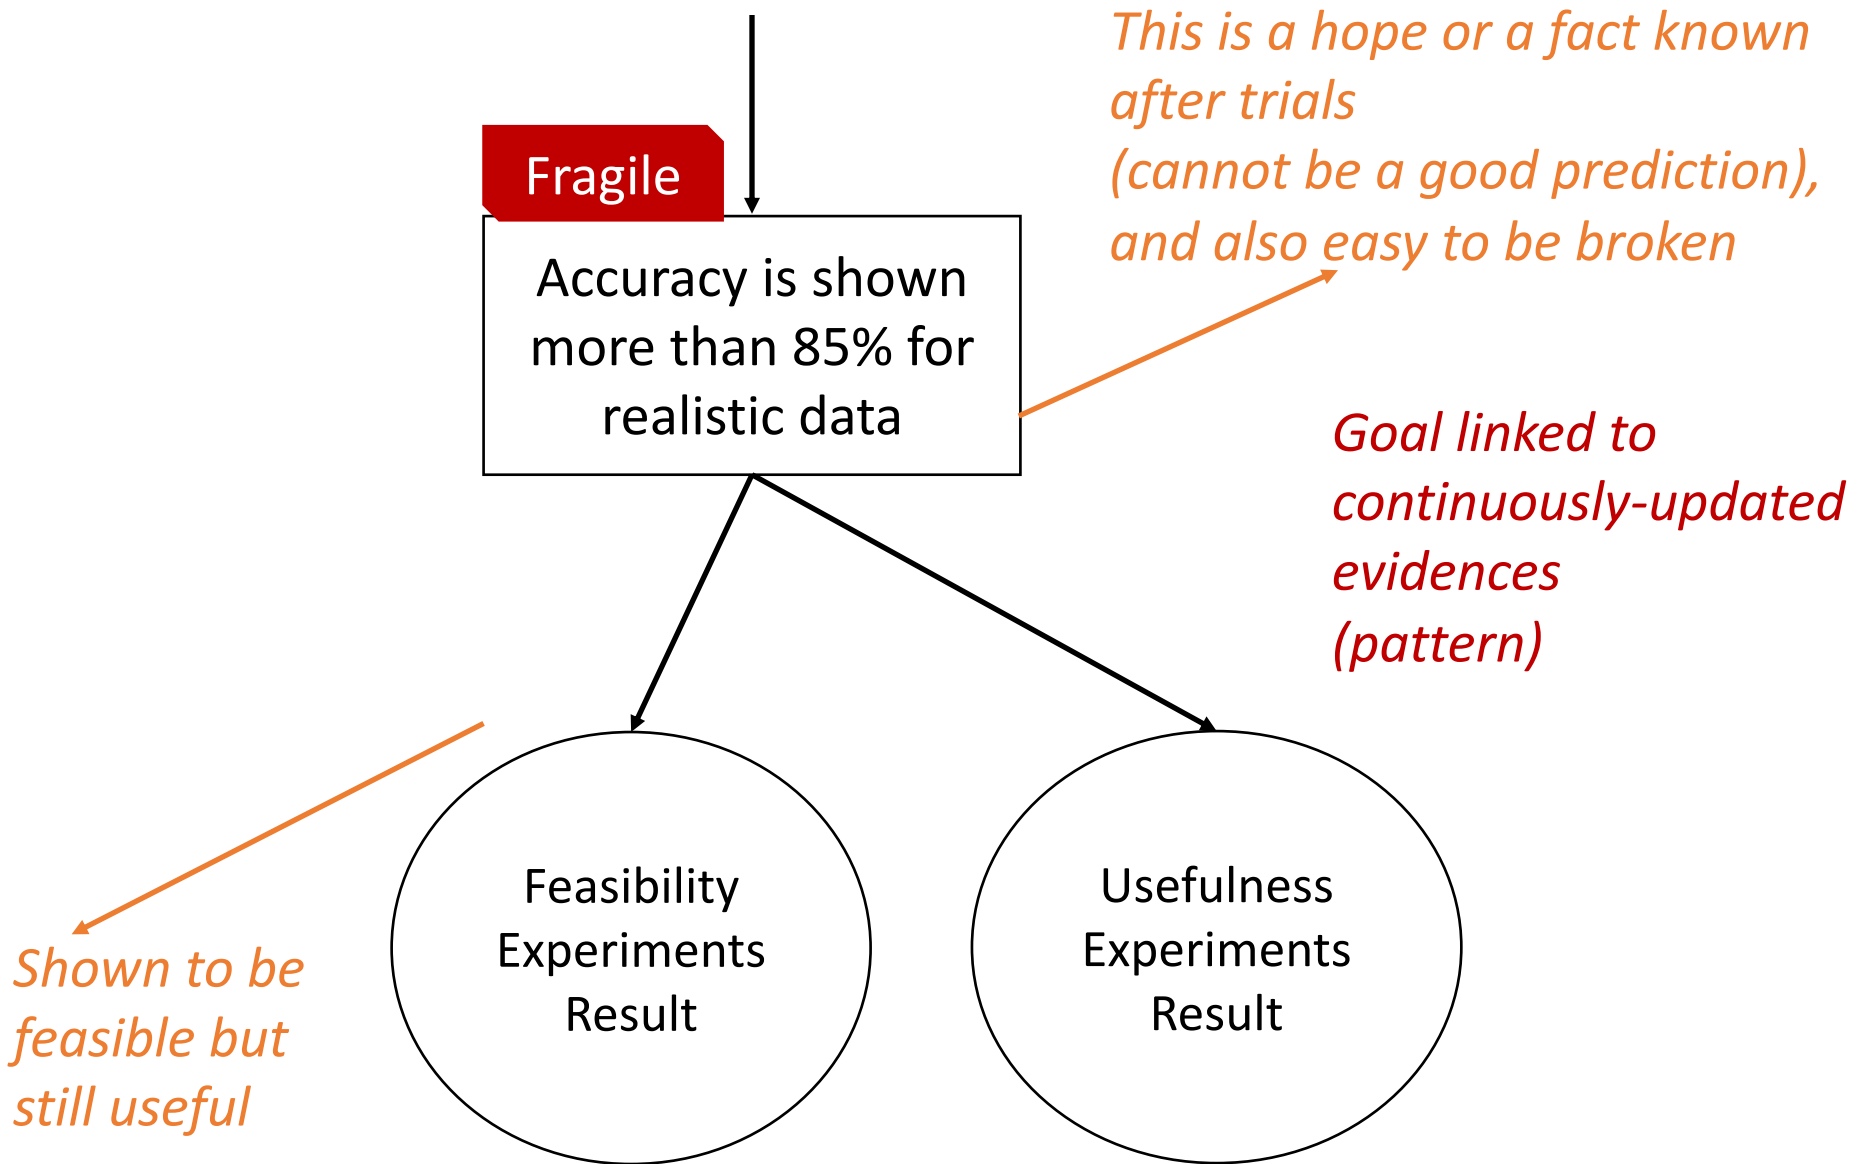 This is a hope or a fact known
after trials
(cannot be a good prediction),
and also easy to be broken
Fragile
Accuracy is shown
more than 85% for
realistic data
Goal linked to
continuously-updated
evidences
(pattern)
Feasibility
Experiments
Result
Usefulness
Experiments
Result
Shown to be
feasible but
still useful